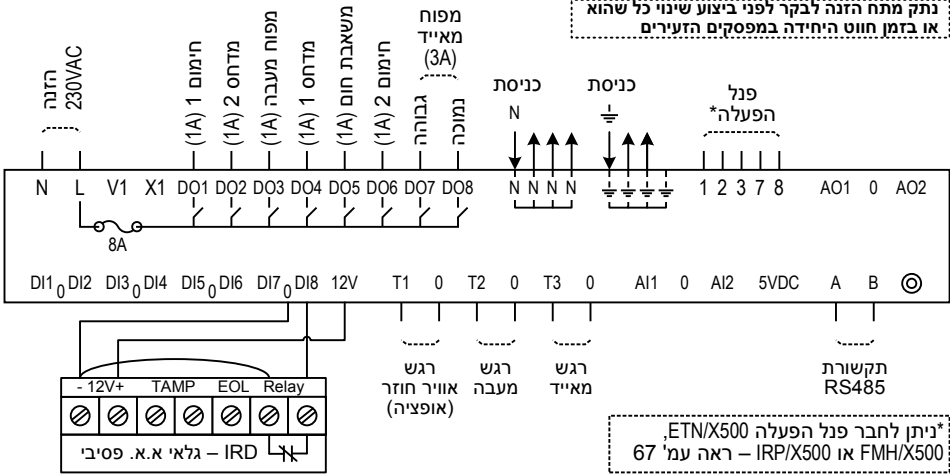 נתק מתח הזנה לבקר לפני ביצוע שינוי כל שהוא
או בזמן חווט היחידה במפסקים הזעירים
הזנה
230VAC
חימום 1 (1A)
מדחס 2 (1A)
מפוח מעבה (1A)
מדחס 1 (1A)
משאבת חום (1A)
חימום 2 (1A)
מפוח
מאייד
(3A)
גבוהה
נמוכה
כניסת
N
כניסת
פנל
הפעלה*
N L V1 X1 DO1 DO2 DO3 DO4 DO5 DO6 DO7 DO8 N N N N 1 2 3 7 8 AO1 0 AO2
8A
DI1 0 DI2 DI3 0 DI4 DI5 0 DI6 DI7 0 DI8 12V T1 0 T2 0 T3 0 AI1 0 AI2 5VDC A B
רגש
אוויר חוזר
(אופציה)
רגש
מעבה
רגש
מאייד
תקשורת
RS485
- 12V+ TAMP EOL Relay
IRD – גלאי א.א. פסיבי
*ניתן לחבר פנל הפעלה ETN/X500,
FMH/X500 או IRP/X500 – ראה עמ' 67